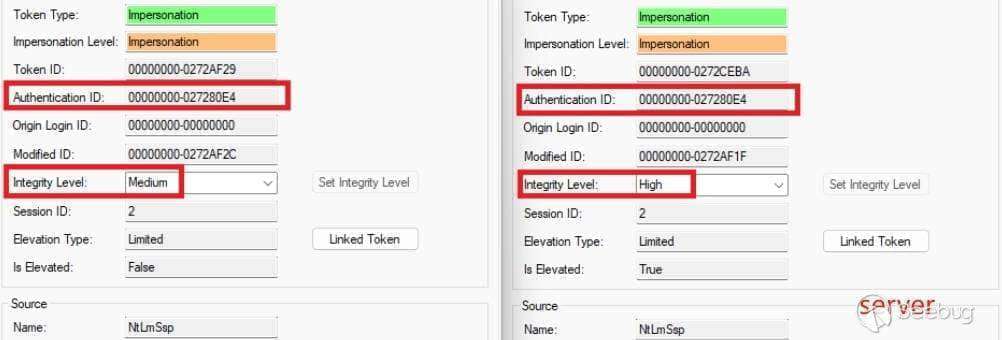 Token Type: Impersonation
Impersonation Level: Impersonation
Token ID: 00000000-0272AF29
Authentication ID: 00000000-027280E4
Origin Login ID: 00000000-00000000
Modified ID: 00000000-0272AF2C
Integrity Level: Medium Set Integrity Level
Session ID: 2
Elevation Type: Limited Linked Token
Is Elevated: False
Source
Name: NtLmSsp
Token Type: Impersonation
Impersonation Level: Impersonation
Token ID: 00000000-0272CEBA
Authentication ID: 00000000-027280E4
Origin Login ID: 00000000-00000000
Modified ID: 00000000-0272AF1F
Integrity Level: High Set Integrity Level
Session ID: 2
Elevation Type: Limited Linked Token
Is Elevated: True
Source
server
Seebug
Name: NtLmSsp